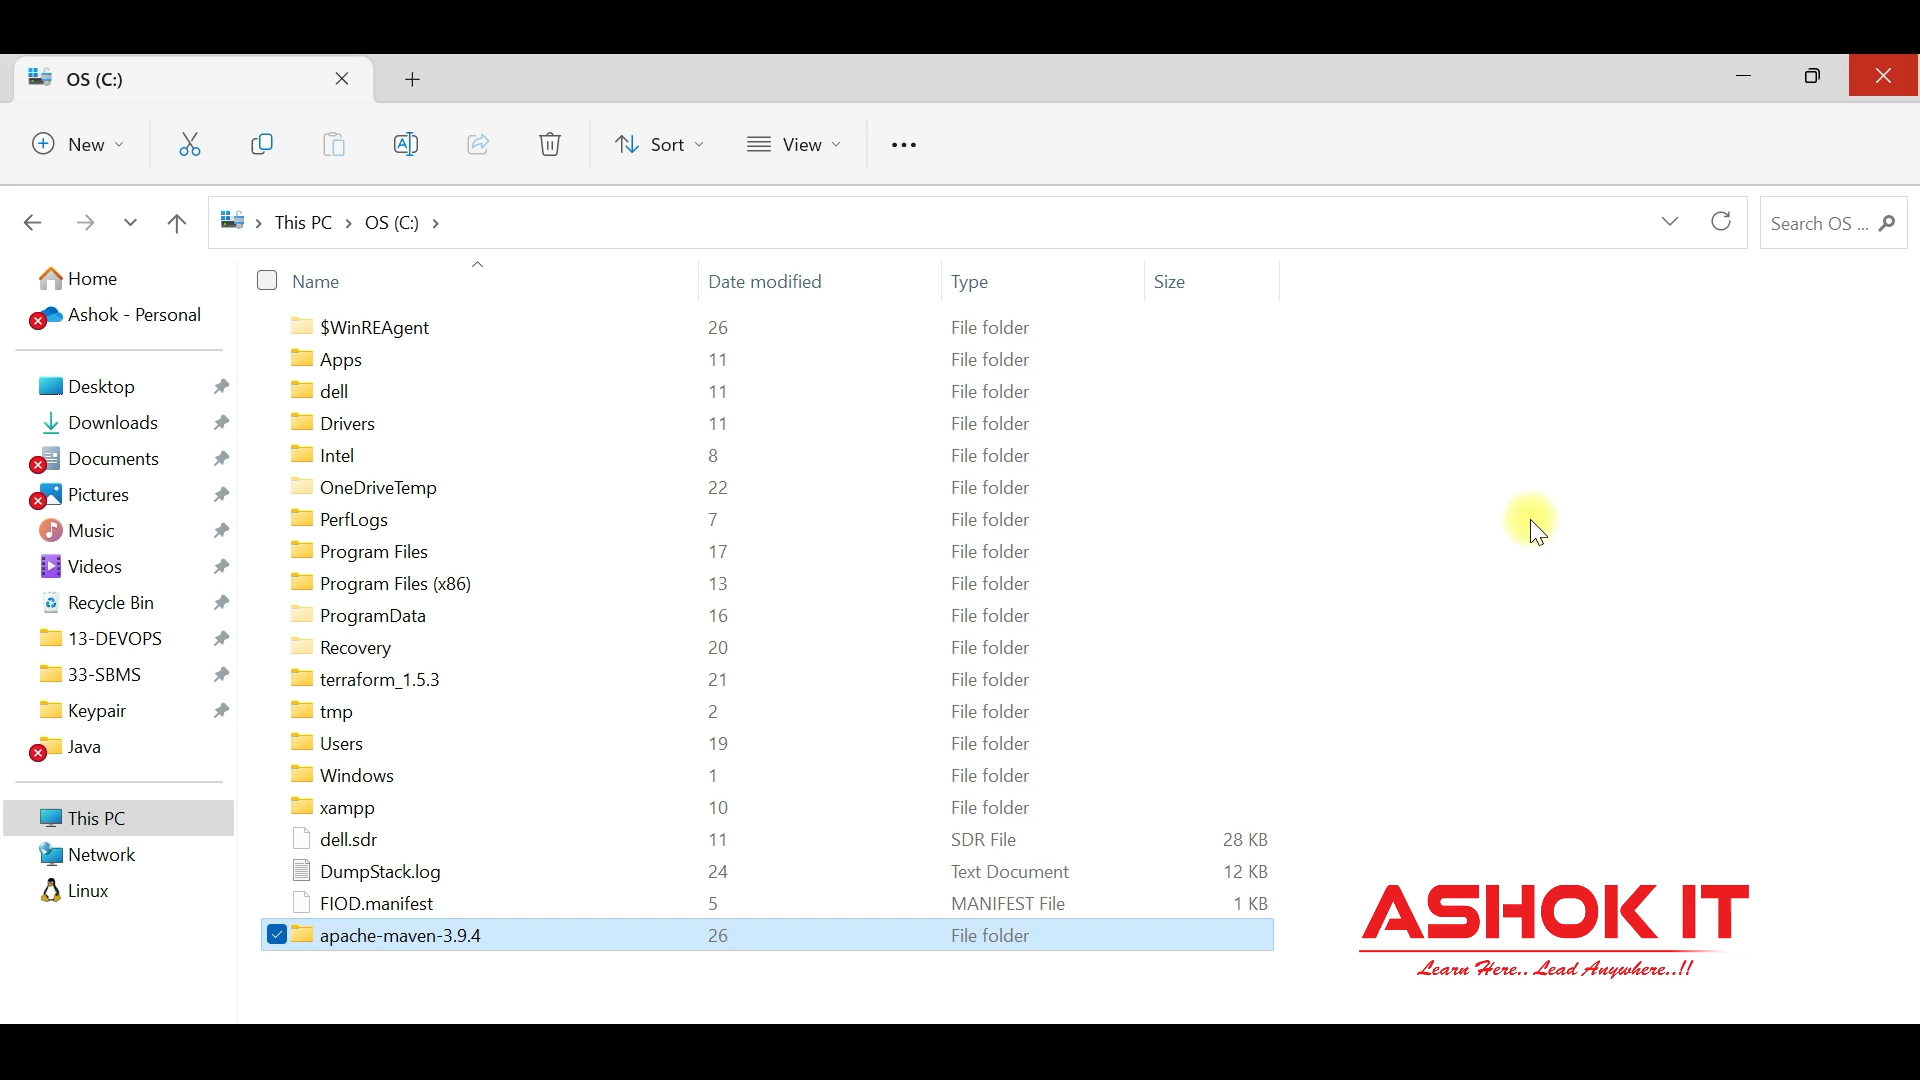 OS (C:)
New
Sort
View
This PC
OS (C:)
Search OS ...
Home
Ashok - Personal
Desktop
Downloads
Documents
Pictures
Music
Videos
Recycle Bin
13-DEVOPS
33-SBMS
Keypair
Java
This PC
Network
Linux
Name Date modified Type Size
$WinREAgent 26 File folder
Apps 11 File folder
dell 11 File folder
Drivers 11 File folder
Intel 8 File folder
OneDriveTemp 22 File folder
PerfLogs 7 File folder
Program Files 17 File folder
Program Files (x86) 13 File folder
ProgramData 16 File folder
Recovery 20 File folder
terraform_1.5.3 21 File folder
tmp 2 File folder
Users 19 File folder
Windows 1 File folder
xampp 10 File folder
dell.sdr 11 SDR File 28 KB
DumpStack.log 24 Text Document 12 KB
FIOD.manifest 5 MANIFEST File 1 KB
apache-maven-3.9.4 26 File folder
ASHOK IT
Learn Here.. Lead Anywhere..!!